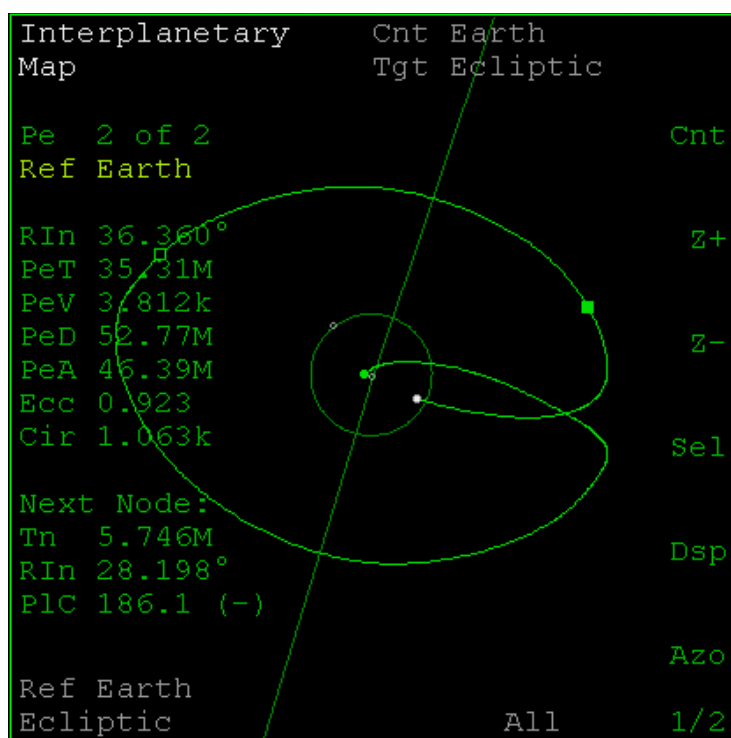 Interplanetary Cnt Earth
Map Tgt Ecliptic
Pe 2 of 2 Cnt
Ref Earth
RIn 36.360° Z+
PeT 35.31M
PeV 3.812k
PeD 52.77M Z-
PeA 46.39M
Ecc 0.923
Cir 1.063k Sel
Next Node:
Tn 5.746M Dsp
RIn 28.198°
PlC 186.1 (-)
Azo
Ref Earth
Ecliptic All 1/2